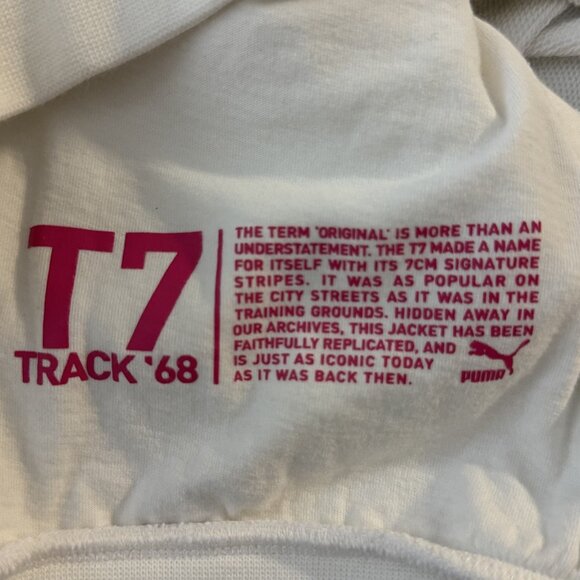 T7
TRACK '68
THE TERM 'ORIGINAL' IS MORE THAN AN
UNDERSTATEMENT. THE T7 MADE A NAME
FOR ITSELF WITH ITS 7CM SIGNATURE
STRIPES. IT WAS AS POPULAR ON
THE CITY STREETS AS IT WAS IN THE
TRAINING GROUNDS. HIDDEN AWAY IN
OUR ARCHIVES, THIS JACKET HAS BEEN
FAITHFULLY REPLICATED, AND
IS JUST AS ICONIC TODAY
AS IT WAS BACK THEN.
PUMA